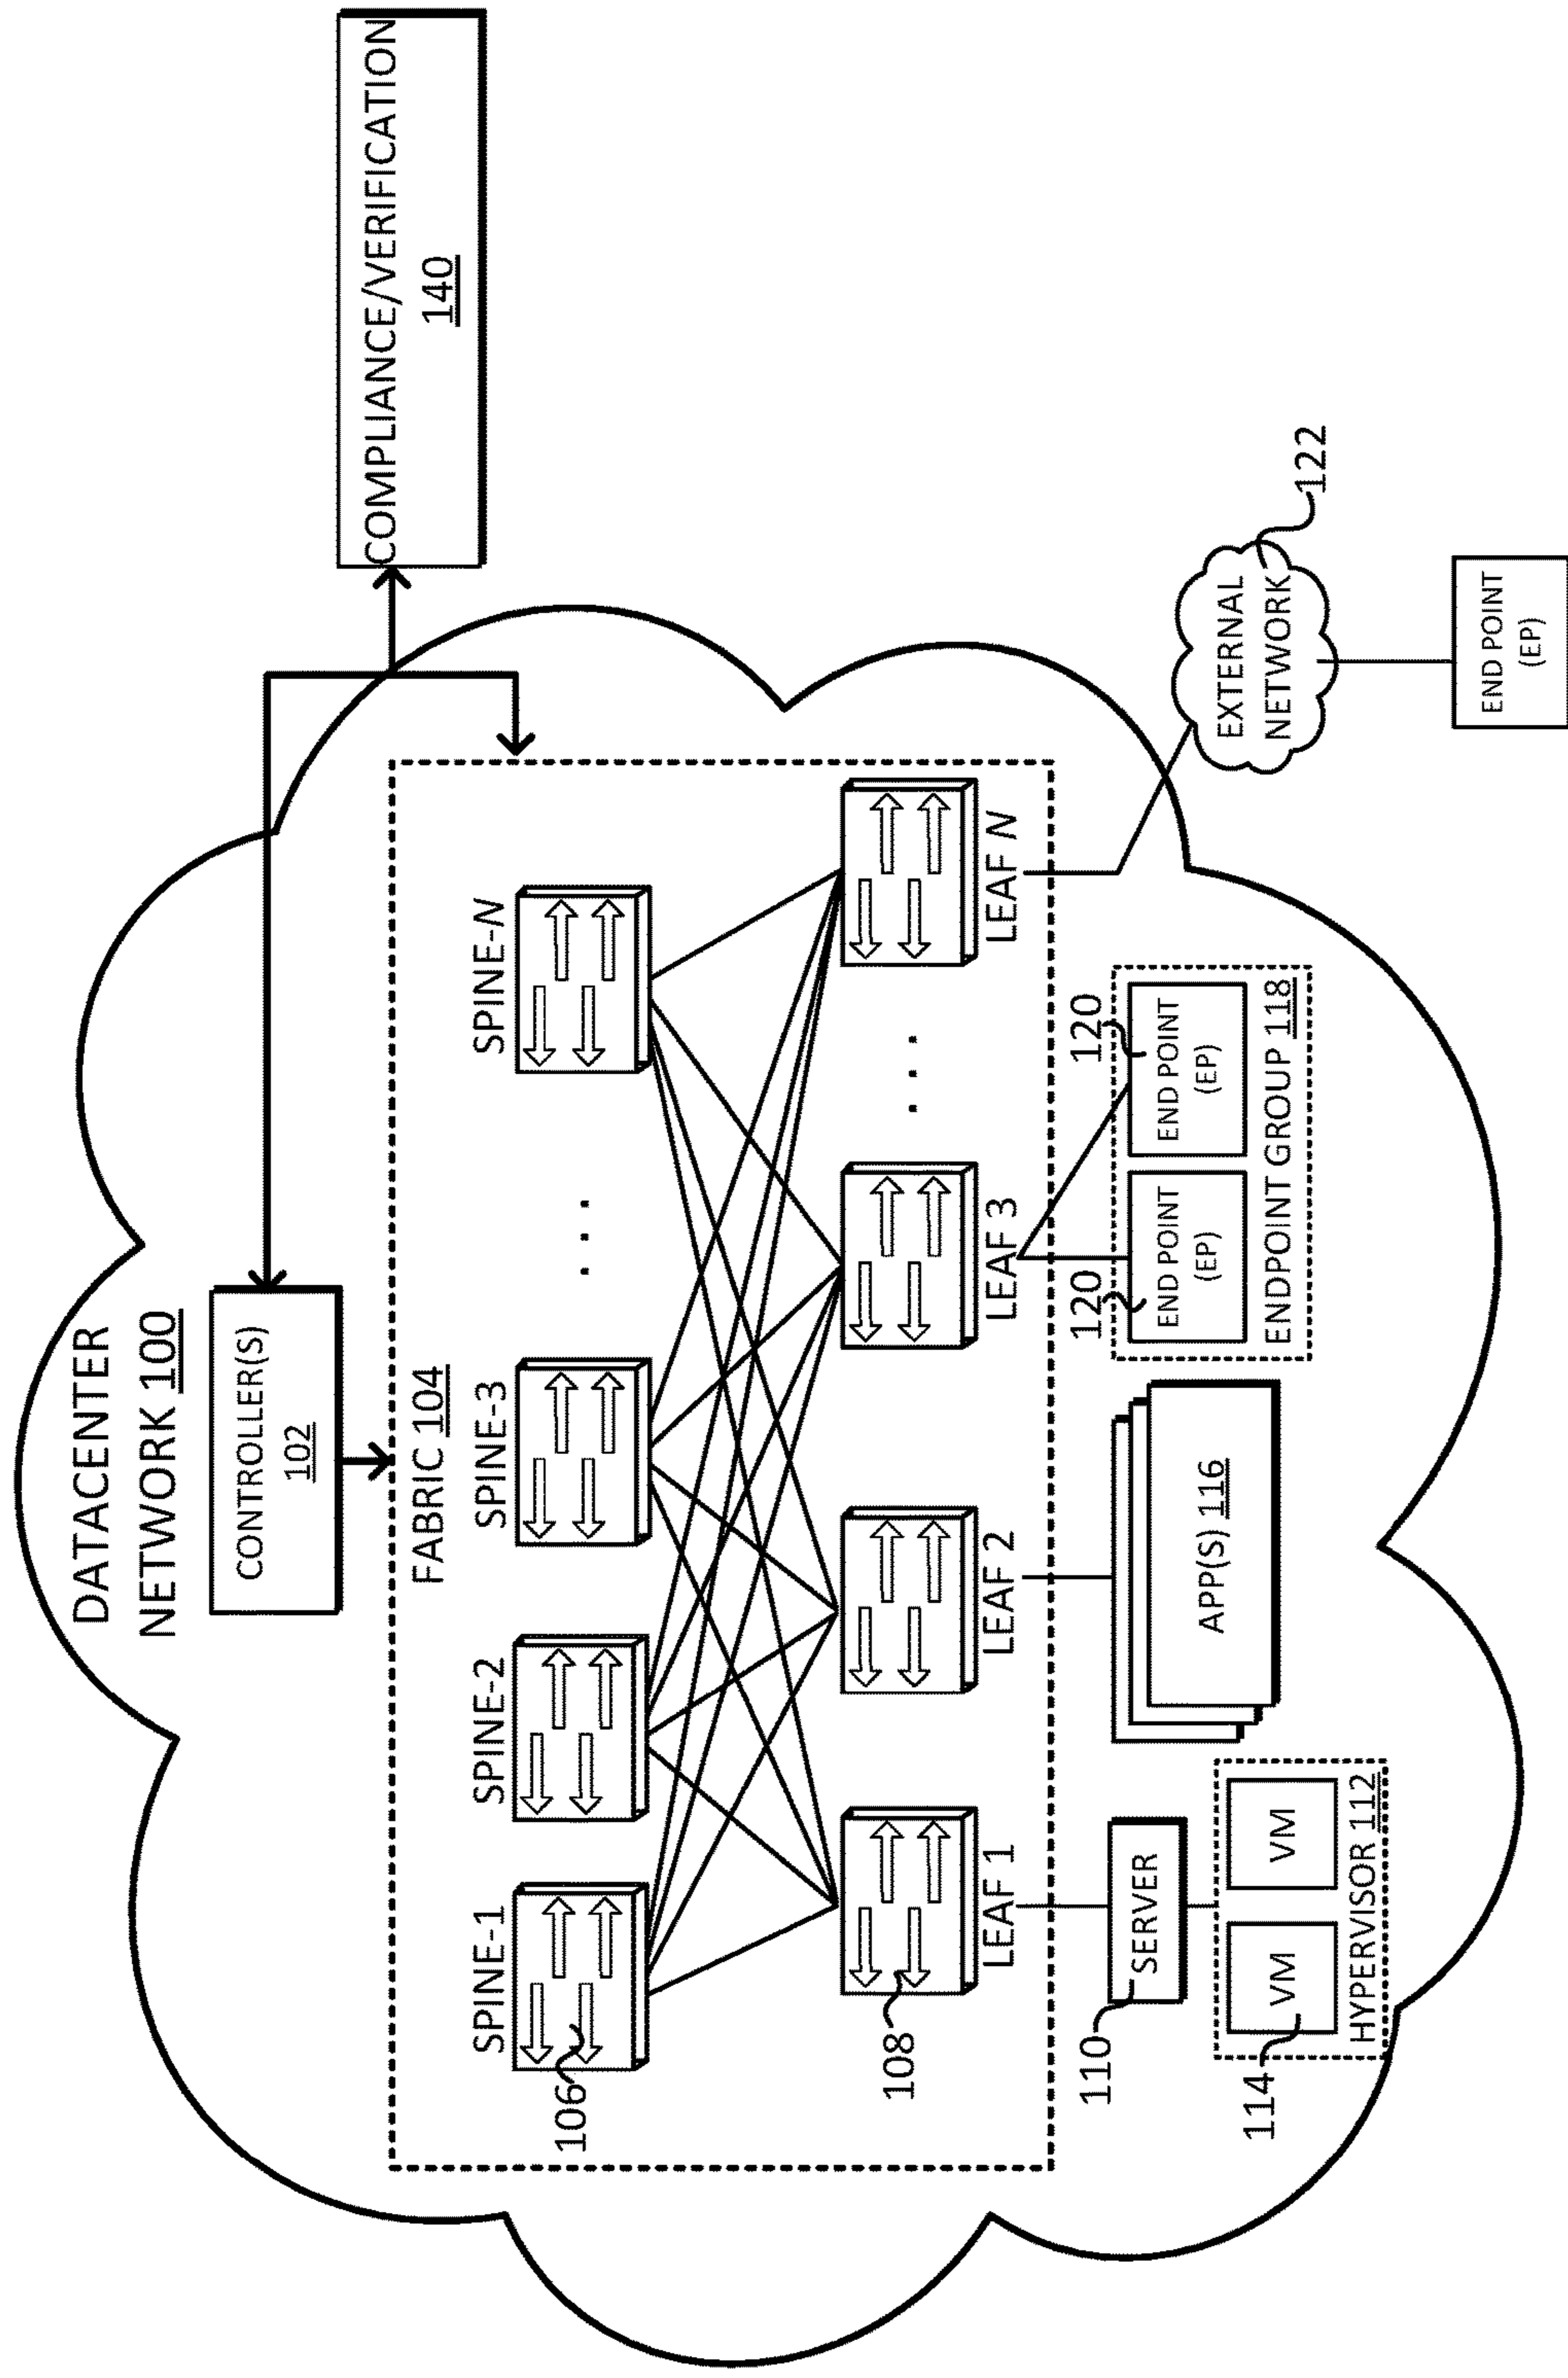 DATACENTER
NETWORK 100
CONTROLLER(S)
102
COMPLIANCE/VERIFICATION
140
FABRIC 104
SPINE-1
SPINE-2
SPINE-3
. . .
SPINE-N
106
108
LEAF 1
LEAF 2
LEAF 3
. . .
LEAF N
110
SERVER
114
VM
VM
HYPERVISOR 112
APP(S) 116
120
END POINT
(EP)
120
END POINT
(EP)
ENDPOINT GROUP 118
EXTERNAL
NETWORK
122
END POINT
(EP)